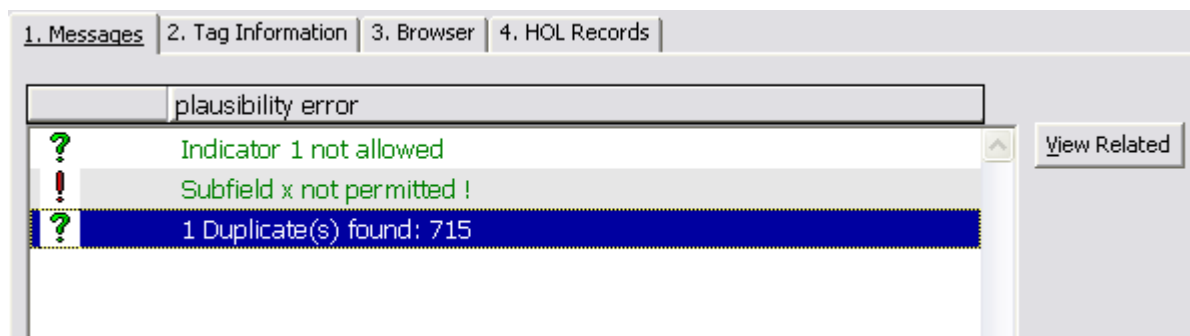 1. Messages 2. Tag Information 3. Browser 4. HOL Records
plausibility error
? Indicator 1 not allowed
View Related
! Subfield x not permitted !
? 1 Duplicate(s) found: 715